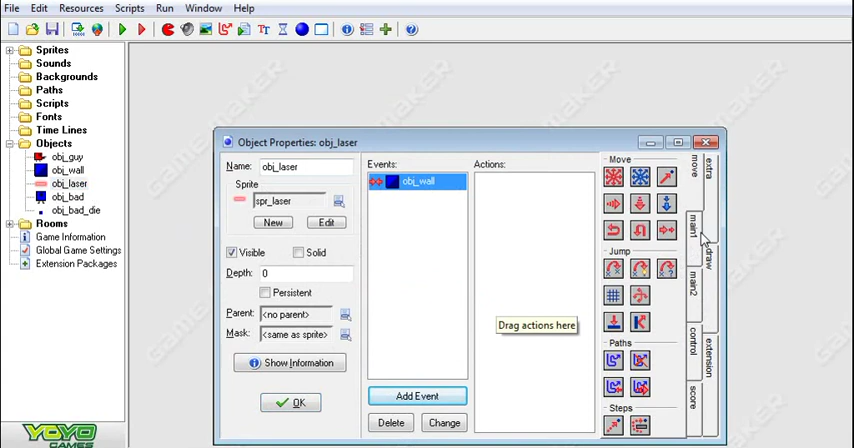 File Edit Resources Scripts Run Window Help
Sprites
Sounds
Backgrounds
Paths
Scripts
Fonts
Time Lines
Objects
obj_guy
obj_wall
obj_laser
obj_bad
obj_bad_die
Rooms
Game Information
Global Game Settings
Extension Packages
YOYO
GAMES
Object Properties: obj_laser
Name: obj_laser
Sprite
spr_laser
New Edit
Visible Solid
Depth: 0
Persistent
Parent: <no parent>
Mask: <same as sprite>
Show Information
OK
Events:
obj_wall
Add Event
Delete Change
Actions:
Drag actions here
Move
Jump
Paths
Steps
move
main1
main2
control
score
extra
draw
extension
GAME MAKER